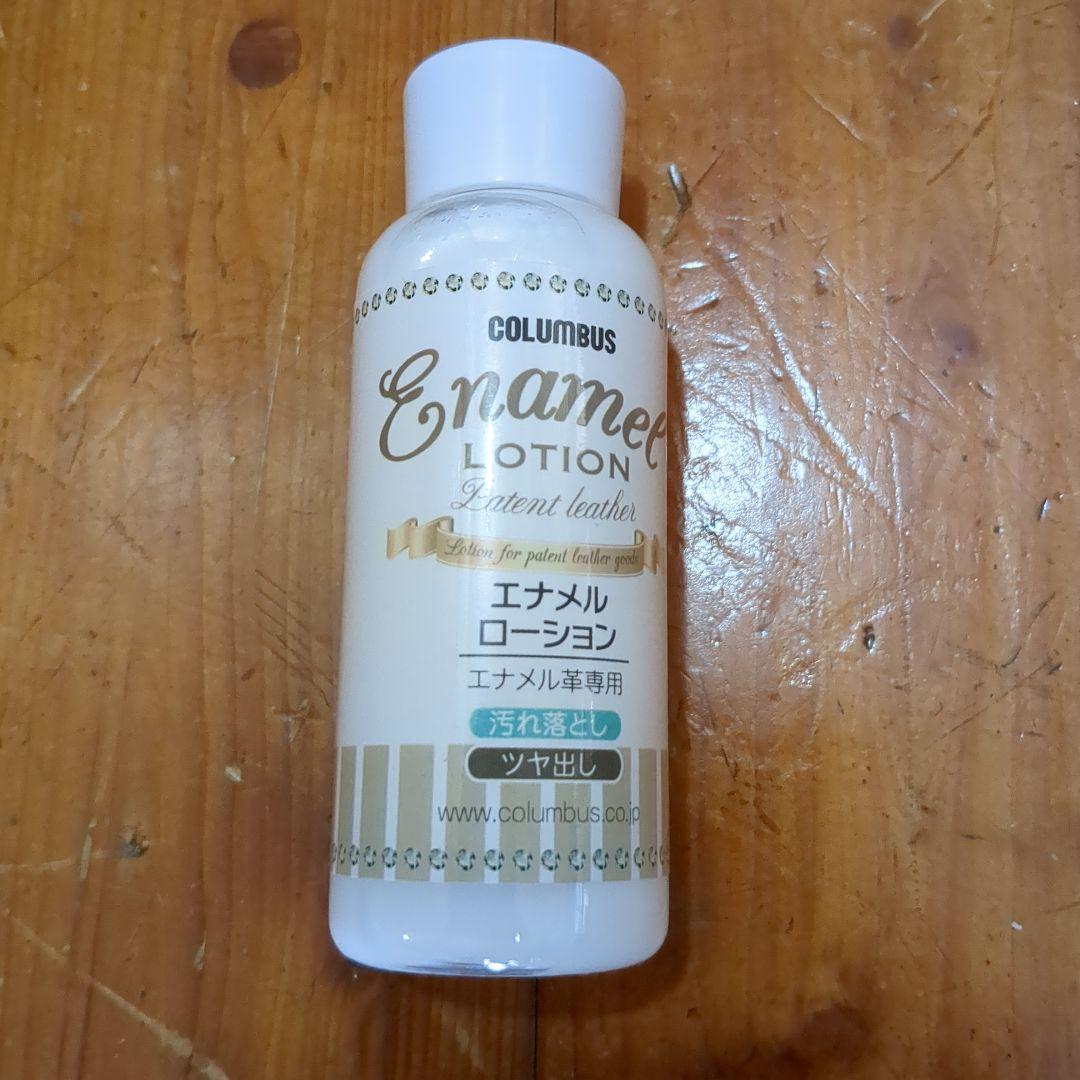 COLUMBUS
Enamel
LOTION
Patent leather
Lotion for patent leather goods
エナメル
ローション
エナメル革専用
汚れ落とし
ツヤ出し
www.columbus.co.jp